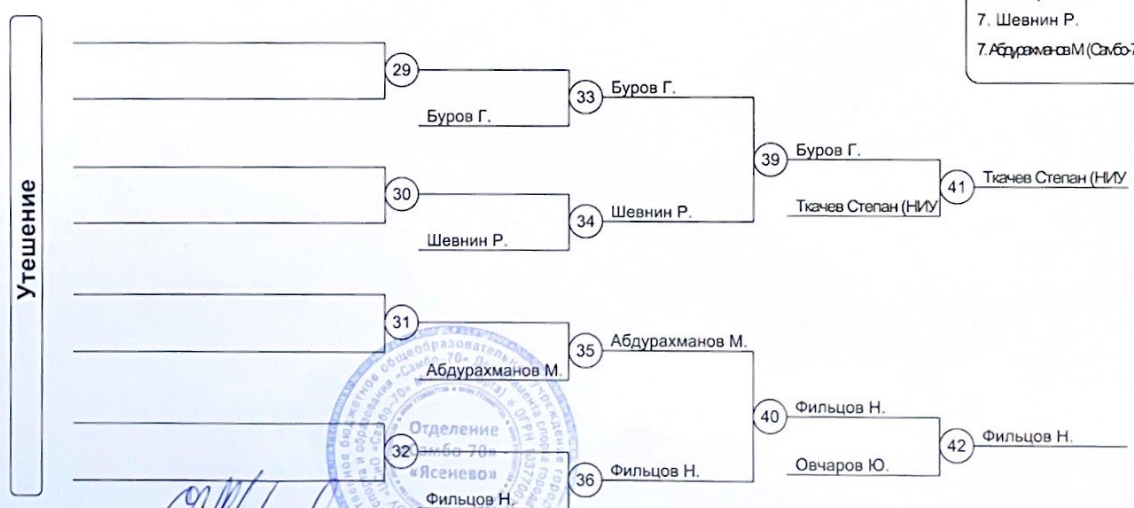 7. Шевнин Р.
7. Абдурахманов М (Самбо-7
Утешение
29
Буров Г.
33
Буров Г.
39
Буров Г.
Ткачев Степан (НИУ
41
Ткачев Степан (НИУ
30
Шевнин Р.
34
Шевнин Р.
31
Абдурахманов М.
35
Абдурахманов М.
40
Фильцов Н.
Овчаров Ю.
42
Фильцов Н.
32
Фильцов Н.
36
Фильцов Н.
Отделение
«Самбо 70»
«Ясенево»